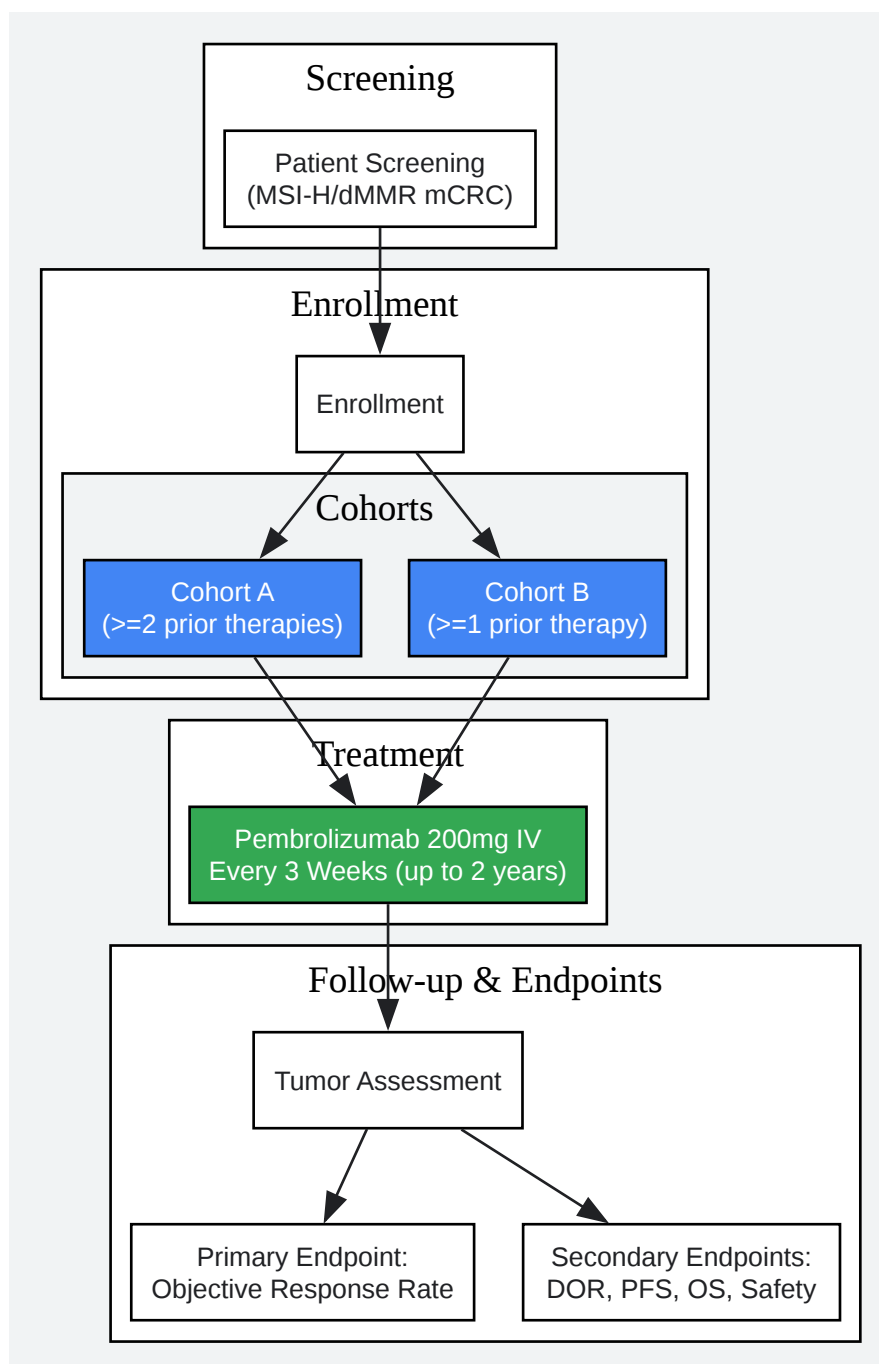 Screening
Patient Screening
(MSI-H/dMMR mCRC)
Enrollment
Enrollment
Cohorts
Cohort A
(>=2 prior therapies)
Cohort B
(>=1 prior therapy)
Treatment
Pembrolizumab 200mg IV
Every 3 Weeks (up to 2 years)
Follow-up & Endpoints
Tumor Assessment
Primary Endpoint:
Objective Response Rate
Secondary Endpoints:
DOR, PFS, OS, Safety